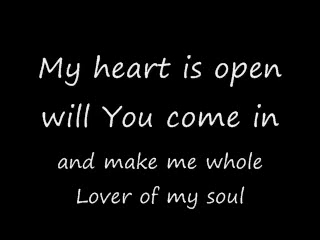 My heart is open
will You come in
and make me whole
Lover of my soul